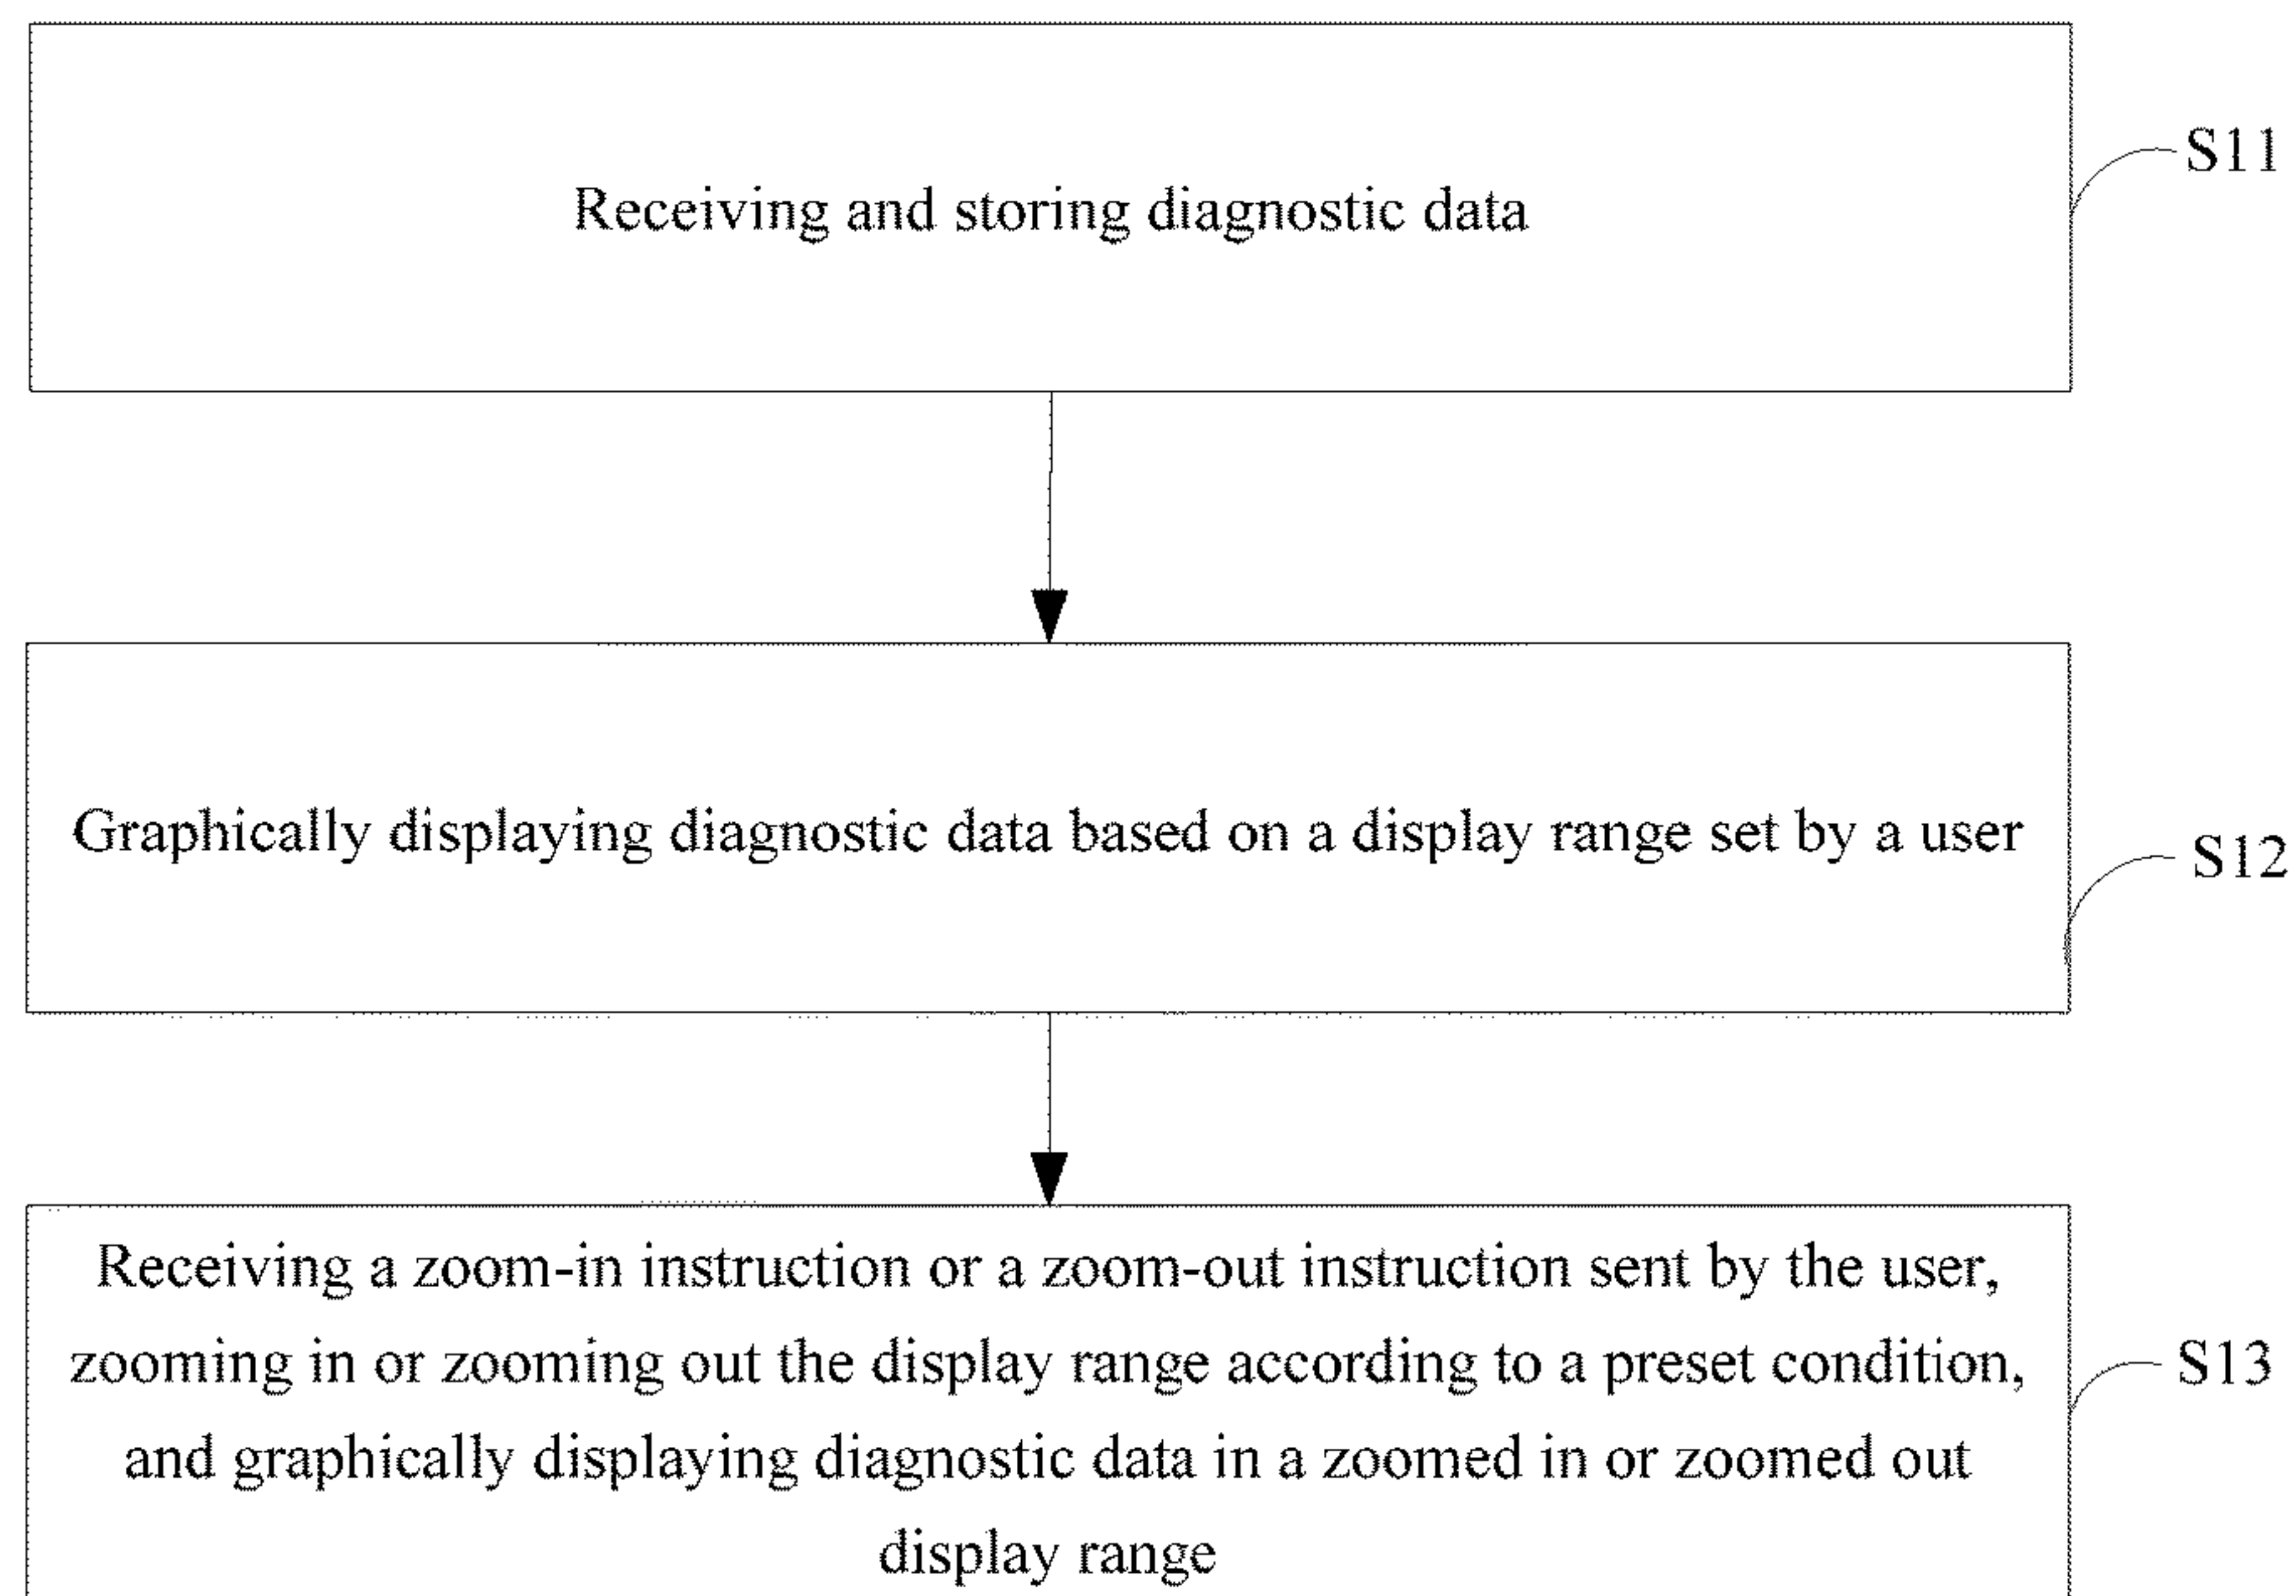 Receiving and storing diagnostic data
S11
Graphically displaying diagnostic data based on a display range set by a user
S12
Receiving a zoom-in instruction or a zoom-out instruction sent by the user,
zooming in or zooming out the display range according to a preset condition,
and graphically displaying diagnostic data in a zoomed in or zoomed out
display range
S13